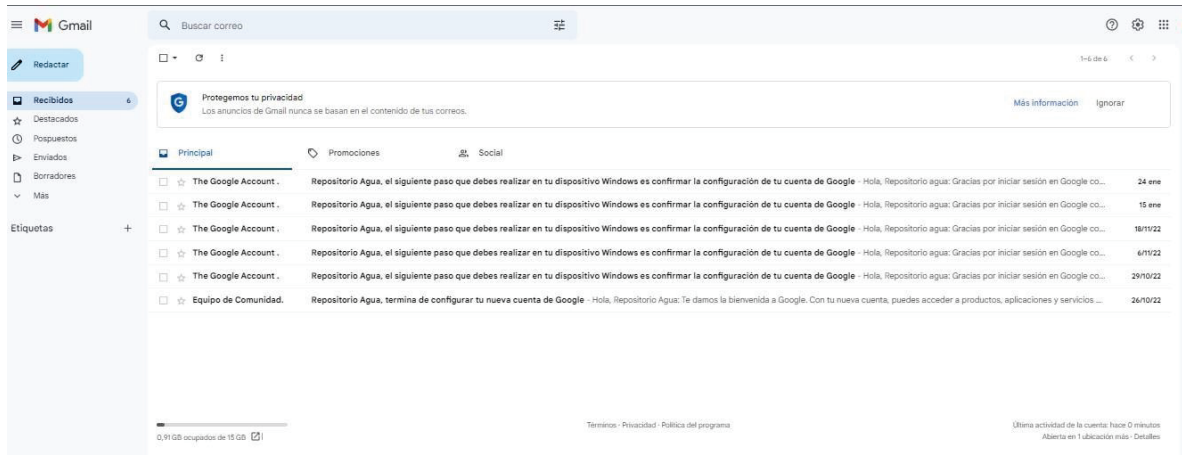 Gmail
Buscar correo
Redactar
1–6 de 6
Recibidos 6
Destacados
Pospuestos
Enviados
Borradores
Más
Etiquetas
Protegemos tu privacidad
Los anuncios de Gmail nunca se basan en el contenido de tus correos.
Más información Ignorar
Principal Promociones Social
The Google Account . Repositorio Agua, el siguiente paso que debes realizar en tu dispositivo Windows es confirmar la configuración de tu cuenta de Google - Hola, Repositorio agua: Gracias por iniciar sesión en Google co... 24 ene
The Google Account . Repositorio Agua, el siguiente paso que debes realizar en tu dispositivo Windows es confirmar la configuración de tu cuenta de Google - Hola, Repositorio agua: Gracias por iniciar sesión en Google co... 15 ene
The Google Account . Repositorio Agua, el siguiente paso que debes realizar en tu dispositivo Windows es confirmar la configuración de tu cuenta de Google - Hola, Repositorio agua: Gracias por iniciar sesión en Google co... 18/11/22
The Google Account . Repositorio Agua, el siguiente paso que debes realizar en tu dispositivo Windows es confirmar la configuración de tu cuenta de Google - Hola, Repositorio agua: Gracias por iniciar sesión en Google co... 6/11/22
The Google Account . Repositorio Agua, el siguiente paso que debes realizar en tu dispositivo Windows es confirmar la configuración de tu cuenta de Google - Hola, Repositorio agua: Gracias por iniciar sesión en Google co... 29/10/22
Equipo de Comunidad. Repositorio Agua, termina de configurar tu nueva cuenta de Google - Hola, Repositorio Agua: Te damos la bienvenida a Google. Con tu nueva cuenta, puedes acceder a productos, aplicaciones y servicios ... 26/10/22
0,91 GB ocupados de 15 GB
Términos · Privacidad · Política del programa
Última actividad de la cuenta: hace 0 minutos
Abierta en 1 ubicación más · Detalles